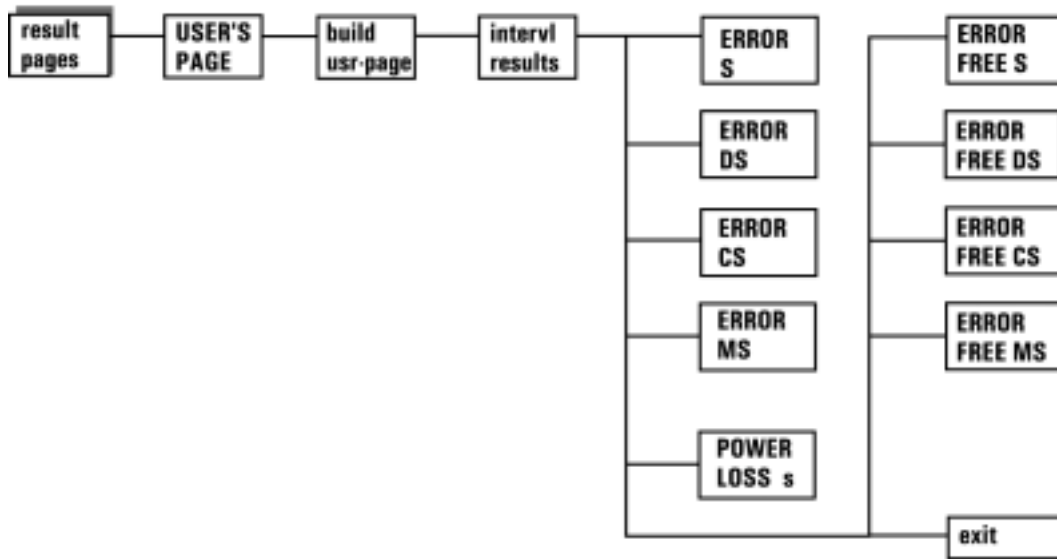 result
pages
USER'S
PAGE
build
usr-page
intervl
results
ERROR
S
ERROR
DS
ERROR
CS
ERROR
MS
POWER
LOSS s
ERROR
FREE S
ERROR
FREE DS
ERROR
FREE CS
ERROR
FREE MS
exit